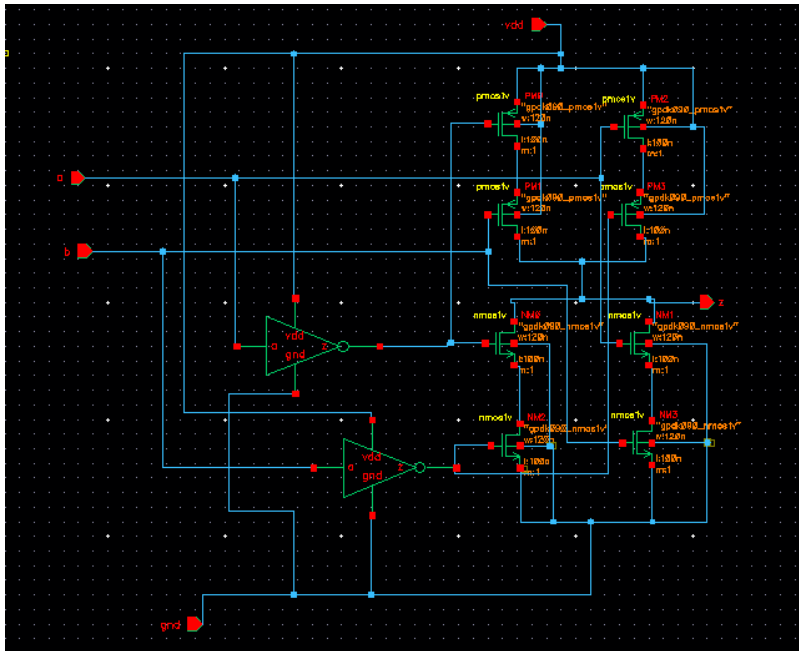 vdd
pmos1v PM0
"gpdk090_pmos1v"
w:120n
l:100n
m:1
pmos1v PM2
"gpdk090_pmos1v"
w:120n
l:100n
m:1
a
pmos1v PM1
"gpdk090_pmos1v"
w:120n
l:100n
m:1
pmos1v PM3
"gpdk090_pmos1v"
w:120n
l:100n
m:1
b
z
nmos1v NM0
"gpdk090_nmos1v"
w:120n
l:100n
m:1
nmos1v NM1
"gpdk090_nmos1v"
w:120n
l:100n
m:1
vdd
a z
gnd
nmos1v NM2
"gpdk090_nmos1v"
w:120n
l:100n
m:1
nmos1v NM3
"gpdk090_nmos1v"
w:120n
l:100n
m:1
vdd
a z
gnd
gnd